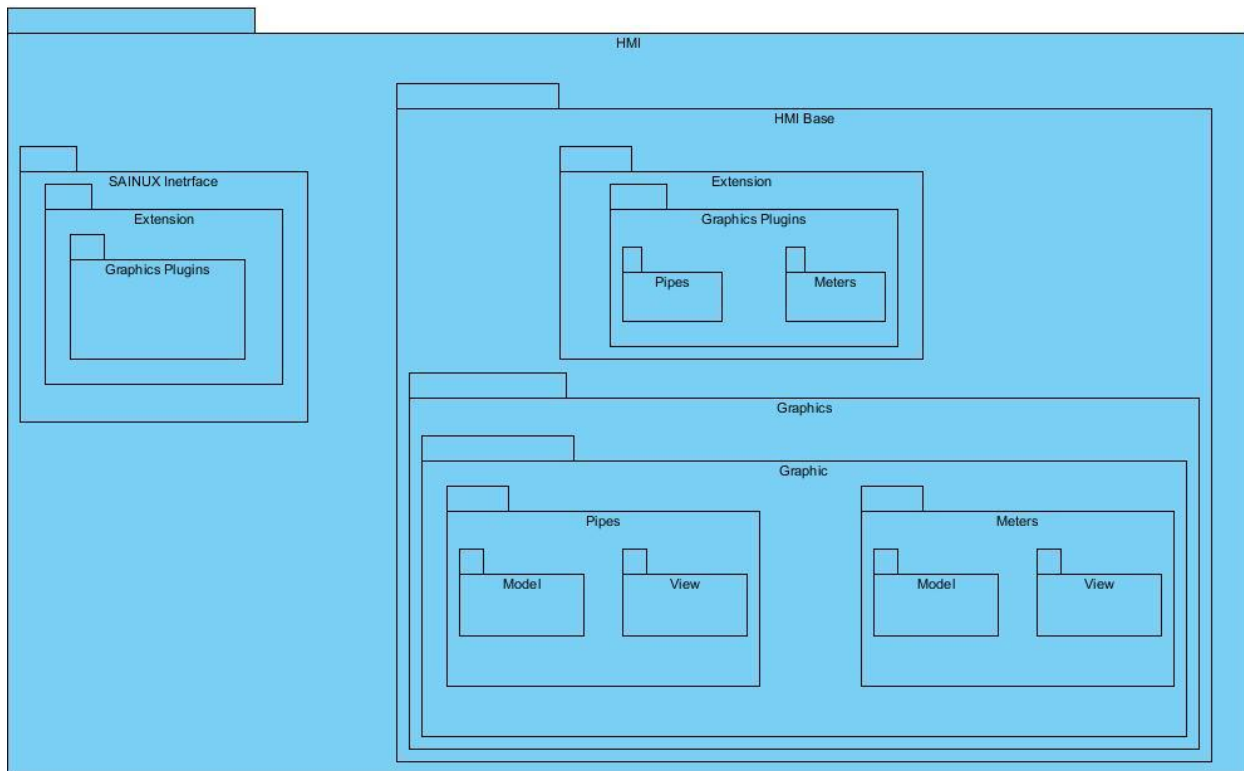 HMI
HMI Base
SAINUX Inetrface
Extension
Graphics Plugins
Extension
Graphics Plugins
Pipes
Meters
Graphics
Graphic
Pipes
Model
View
Meters
Model
View